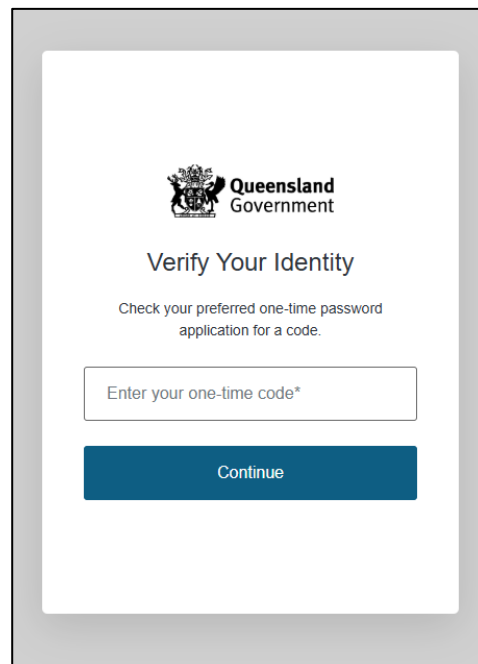 Queensland
Government
Verify Your Identity
Check your preferred one-time password
application for a code.
Enter your one-time code*
Continue